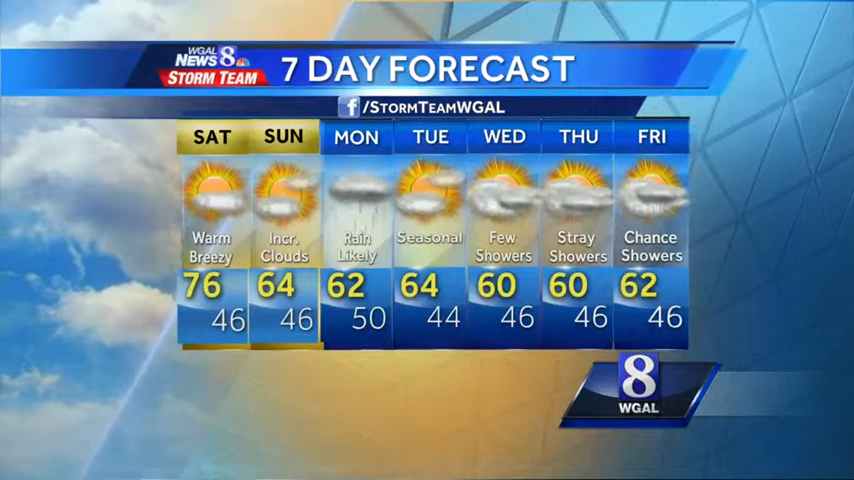 WGAL
NEWS 8
STORM TEAM
7 DAY FORECAST
f/STORMTEAMWGAL
SAT SUN MON TUE WED THU FRI
Warm Incr. Rain Seasonal Few Stray Chance
Breezy Clouds Likely Showers Showers Showers
76 64 62 64 60 60 62
46 46 50 44 46 46 46
8
WGAL